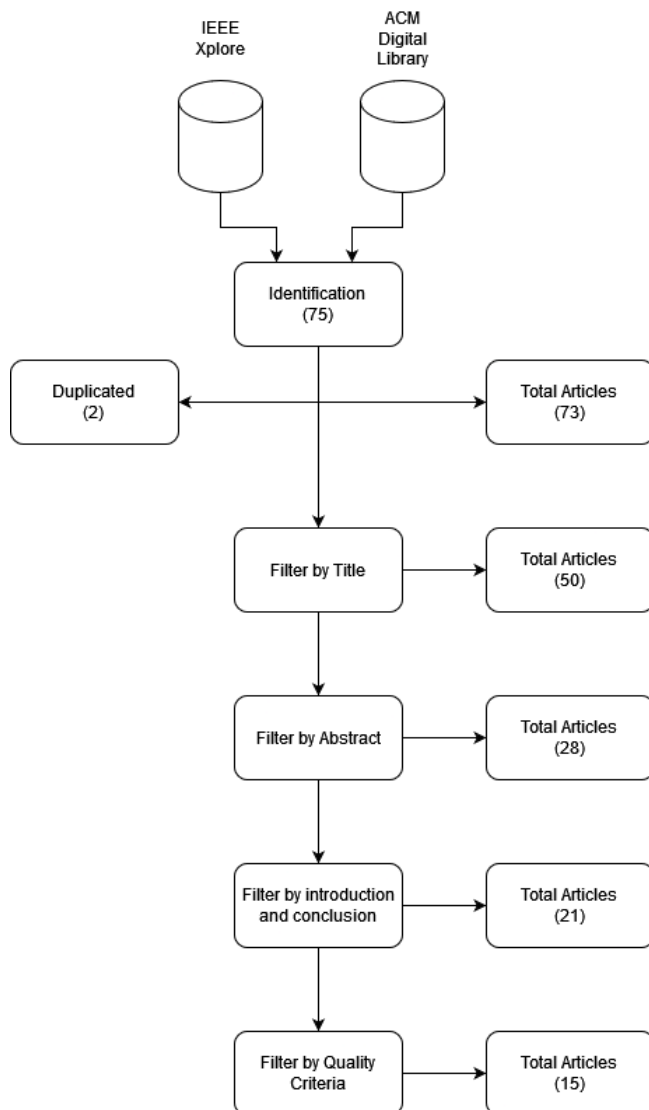 IEEE
Xplore
ACM
Digital
Library
Identification
(75)
Duplicated
(2)
Total Articles
(73)
Filter by Title
Total Articles
(50)
Filter by Abstract
Total Articles
(28)
Filter by introduction
and conclusion
Total Articles
(21)
Filter by Quality
Criteria
Total Articles
(15)